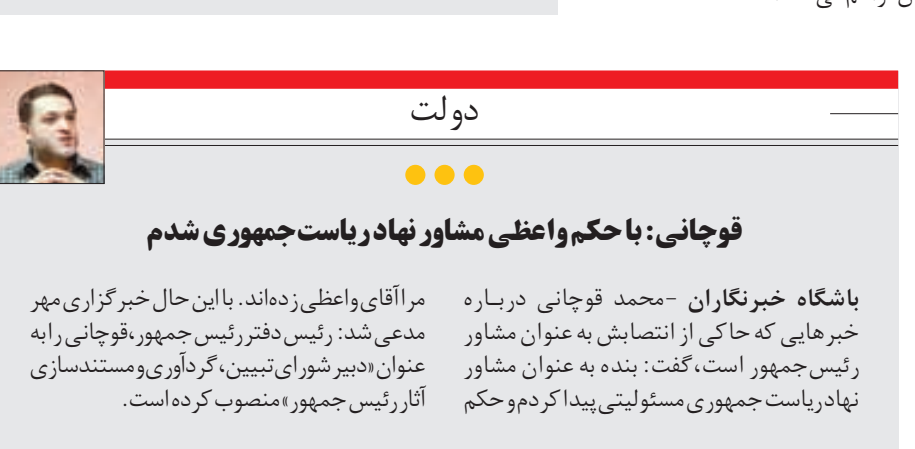 دولت
قوچانی: با حکم واعظی مشاور نهاد ریاست‌جمهوری شدم
باشگاه خبرنگاران -محمد قوچانی دربـاره
خبرهایی که حاکی از انتصابش به عنوان مشاور
رئیس‌جمهور است، گفت: بنده به عنوان مشاور
نهاد ریاست جمهوری مسئولیتی پیدا کردم و حکم
مرا آقای واعظی زده‌اند. با این حال خبرگزاری مهر
مدعی شد: رئیس دفتر رئیس جمهور، قوچانی را به
عنوان «دبیر شورای تبیین، گردآوری و مستندسازی
آثار رئیس جمهور» منصوب کرده است.